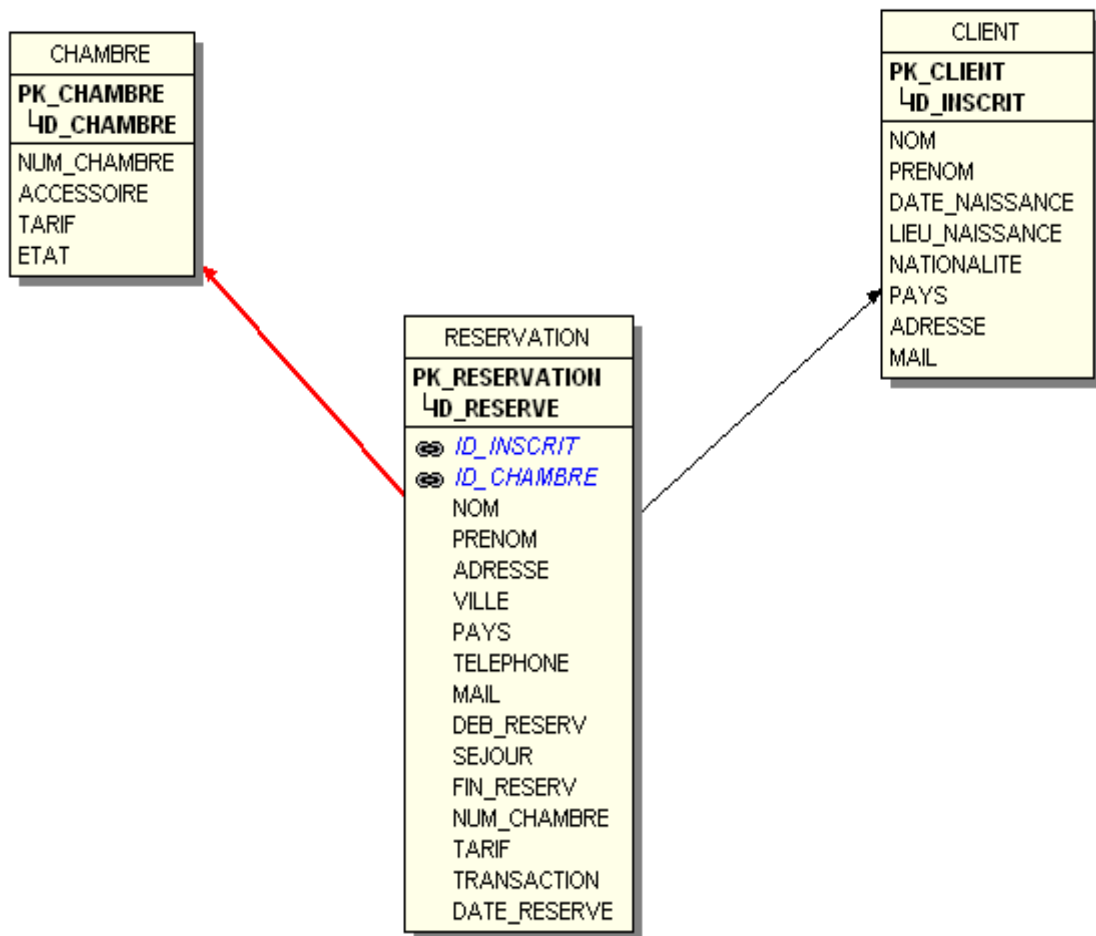 CHAMBRE
PK_CHAMBRE
ID_CHAMBRE
NUM_CHAMBRE
ACCESSOIRE
TARIF
ETAT
CLIENT
PK_CLIENT
ID_INSCRIT
NOM
PRENOM
DATE_NAISSANCE
LIEU_NAISSANCE
NATIONALITE
PAYS
ADRESSE
MAIL
RESERVATION
PK_RESERVATION
ID_RESERVE
ID_INSCRIT
ID_CHAMBRE
NOM
PRENOM
ADRESSE
VILLE
PAYS
TELEPHONE
MAIL
DEB_RESERV
SEJOUR
FIN_RESERV
NUM_CHAMBRE
TARIF
TRANSACTION
DATE_RESERVE